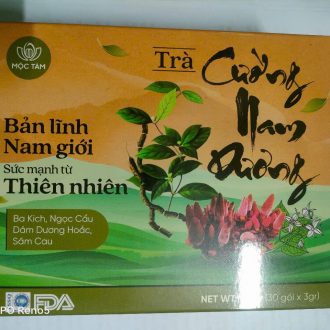 MỘC TÂM
Trà
Cường
Nam
Dương
Bản lĩnh
Nam giới
Sức mạnh từ
Thiên nhiên
Ba Kích, Ngọc Cẩu
Dâm Dương Hoắc,
Sâm Cau
FDA
NET (30 gói x 3gr)
PO Reno5